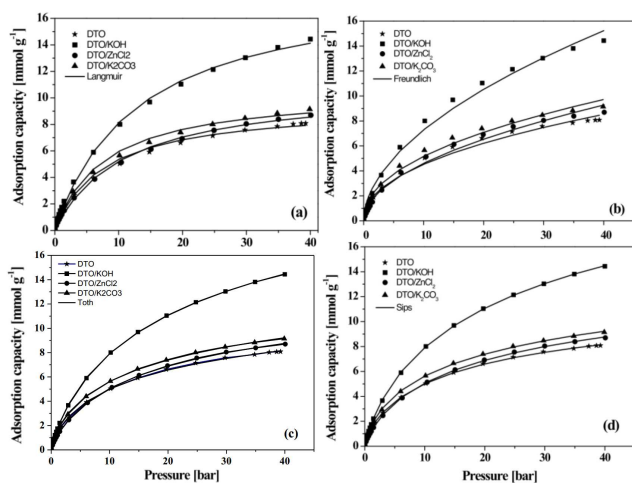 Adsorption capacity [mmol g⁻¹]
16
14
12
10
8
6
4
2
0
DTO
DTO/KOH
DTO/ZnCl2
DTO/K2CO3
Langmuir
(a)
0 10 20 30 40
Adsorption capacity [mmol g⁻¹]
16
14
12
10
8
6
4
2
0
DTO
DTO/KOH
DTO/ZnCl₂
DTO/K₂CO₃
Freundlich
(b)
0 10 20 30 40
Adsorption capacity [mmol g⁻¹]
16
14
12
10
8
6
4
2
0
DTO
DTO/KOH
DTO/ZnCl2
DTO/K2CO3
Toth
(c)
0 10 20 30 40
Pressure [bar]
Adsorption capacity [mmol g⁻¹]
16
14
12
10
8
6
4
2
0
DTO
DTO/KOH
DTO/ZnCl₂
DTO/K₂CO₃
Sips
(d)
0 10 20 30 40
Pressure [bar]